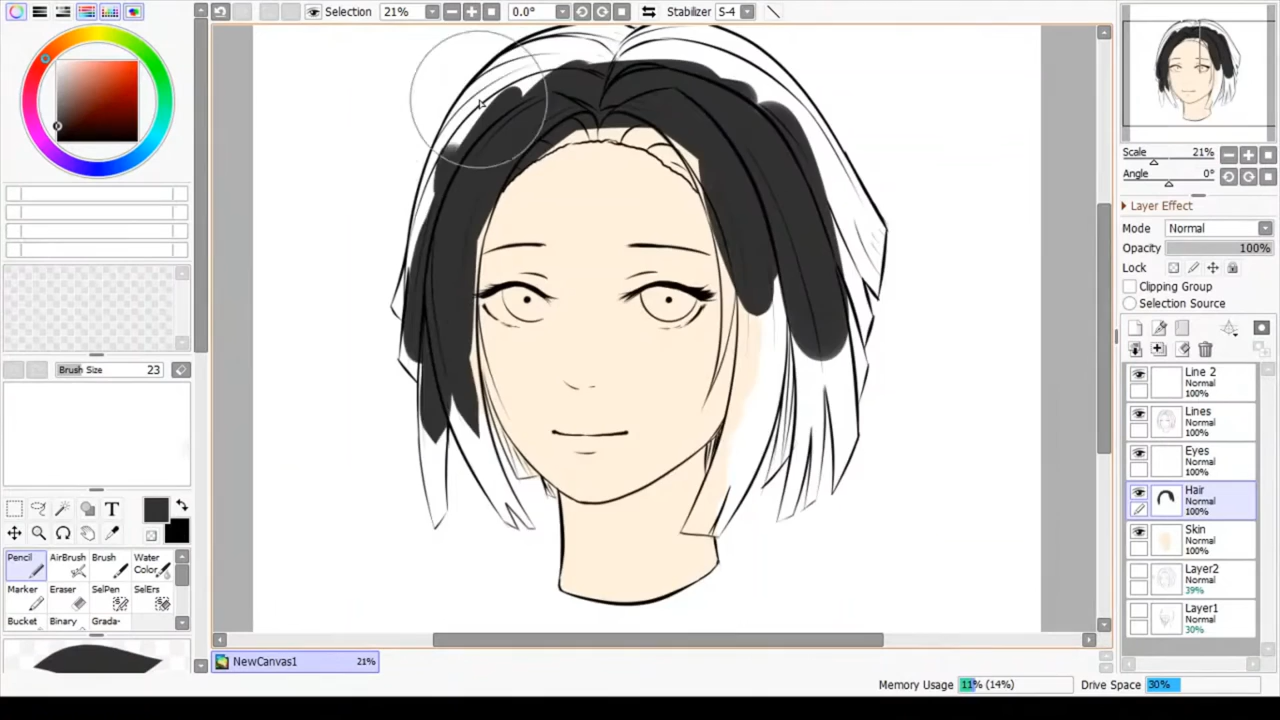 Selection 21% 0.0° Stabilizer S-4
Scale 21%
Angle 0°
Layer Effect
Mode Normal
Opacity 100%
Lock
Clipping Group
Selection Source
Brush Size 23
T
Pencil AirBrush Brush Water Color
Marker Eraser SelPen SelErs
Bucket Binary Grada-
Line 2
Normal
100%
Lines
Normal
100%
Eyes
Normal
100%
Hair
Normal
100%
Skin
Normal
100%
Layer2
Normal
39%
Layer1
Normal
30%
NewCanvas1 21%
Memory Usage 11% (14%) Drive Space 30%